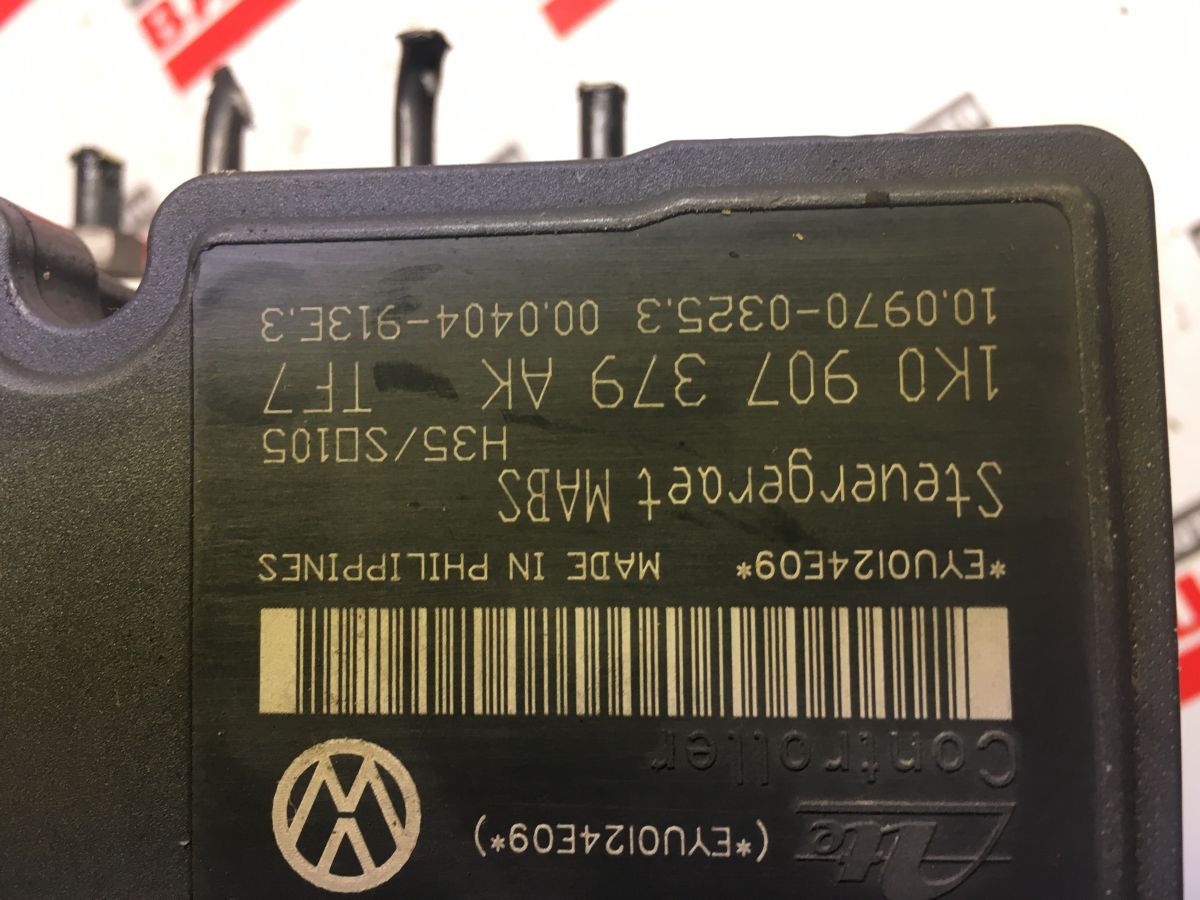 Ate (*EYU0124E09*)
Controller
*EYU0124E09* MADE IN PHILIPPINES
Steuergeraet MABS
H35/S0105
1K0 907 379 AK TF7
10.0970-0325.3 00.0404-913E.3